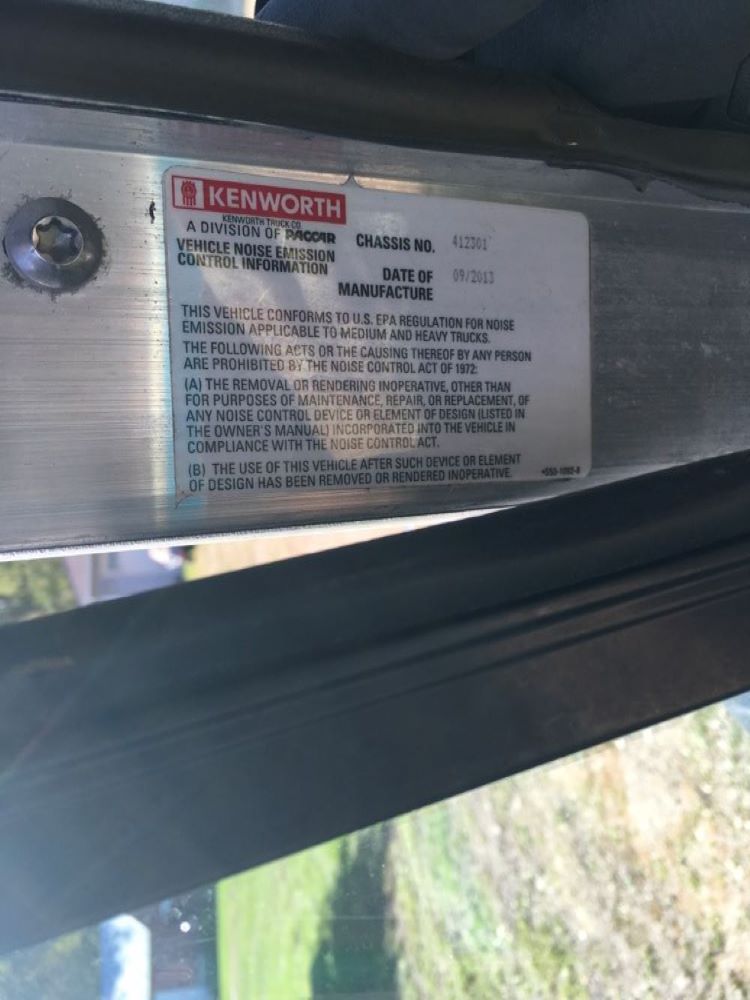 KENWORTH
KENWORTH TRUCK CO.
A DIVISION OF PACCAR
VEHICLE NOISE EMISSION
CONTROL INFORMATION
CHASSIS NO. 412301
DATE OF 09/2013
MANUFACTURE
THIS VEHICLE CONFORMS TO U.S. EPA REGULATION FOR NOISE
EMISSION APPLICABLE TO MEDIUM AND HEAVY TRUCKS.
THE FOLLOWING ACTS OR THE CAUSING THEREOF BY ANY PERSON
ARE PROHIBITED BY THE NOISE CONTROL ACT OF 1972:
(A) THE REMOVAL OR RENDERING INOPERATIVE, OTHER THAN
FOR PURPOSES OF MAINTENANCE, REPAIR, OR REPLACEMENT, OF
ANY NOISE CONTROL DEVICE OR ELEMENT OF DESIGN (LISTED IN
THE OWNER'S MANUAL) INCORPORATED INTO THE VEHICLE IN
COMPLIANCE WITH THE NOISE CONTROL ACT.
(B) THE USE OF THIS VEHICLE AFTER SUCH DEVICE OR ELEMENT
OF DESIGN HAS BEEN REMOVED OR RENDERED INOPERATIVE.